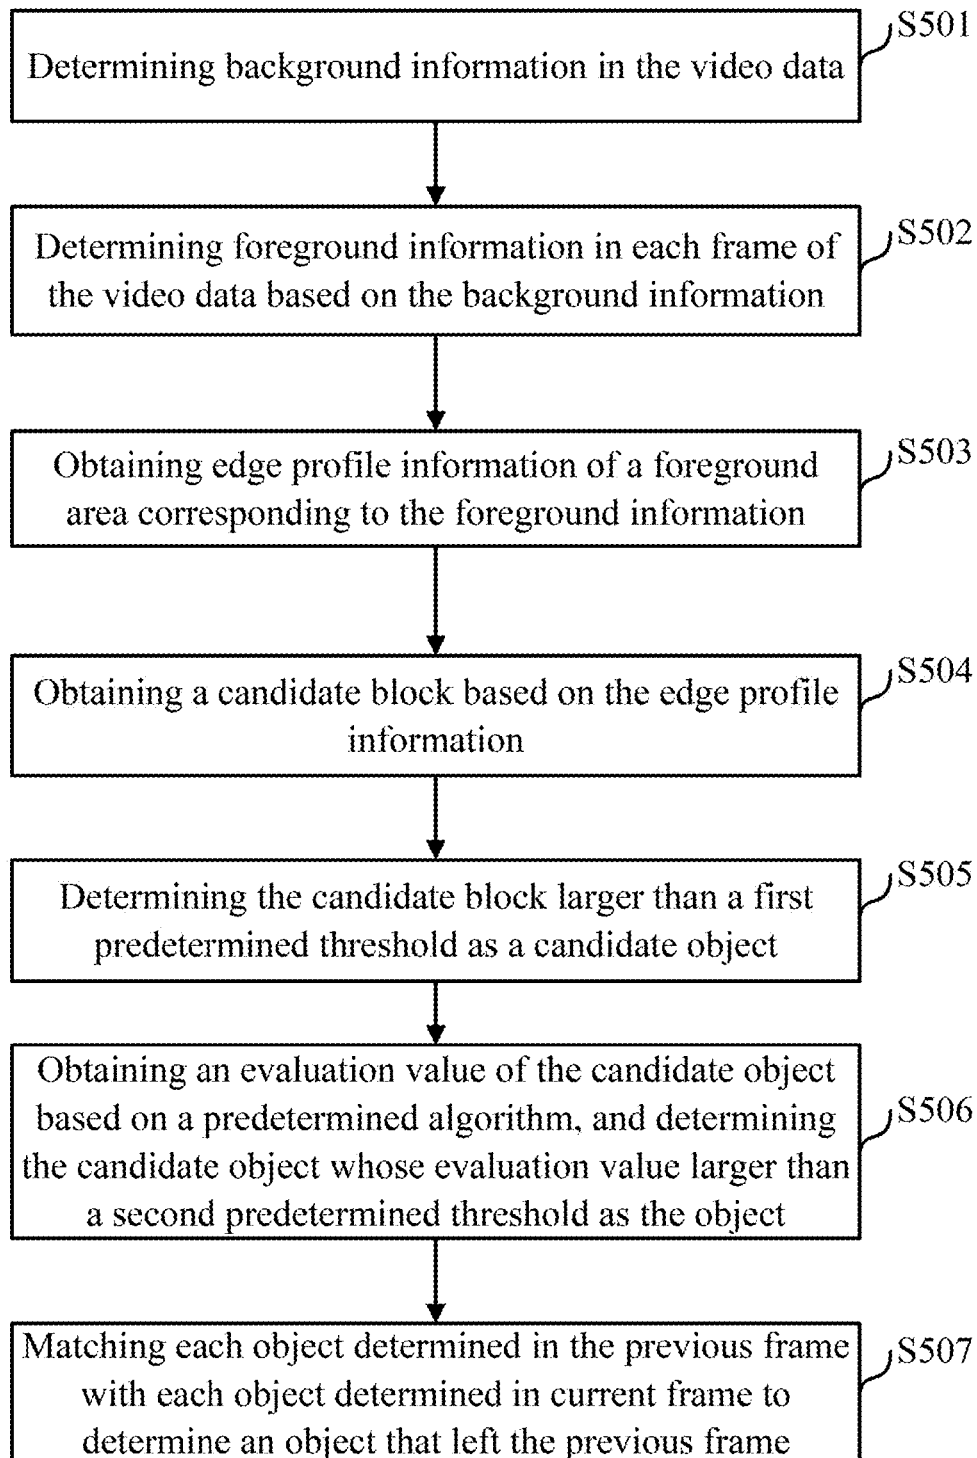 S501
Determining background information in the video data
S502
Determining foreground information in each frame of
the video data based on the background information
S503
Obtaining edge profile information of a foreground
area corresponding to the foreground information
S504
Obtaining a candidate block based on the edge profile
information
S505
Determining the candidate block larger than a first
predetermined threshold as a candidate object
Obtaining an evaluation value of the candidate object
based on a predetermined algorithm, and determining
S506
the candidate object whose evaluation value larger than
a second predetermined threshold as the object
Matching each object determined in the previous frame
S507
with each object determined in current frame to
determine an object that left the previous frame